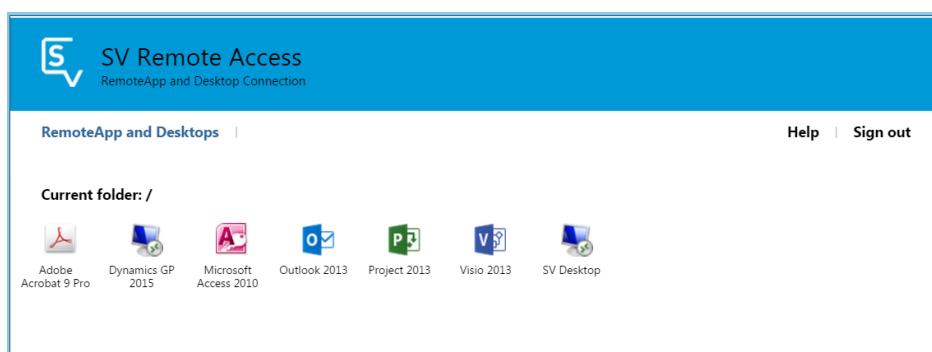 SV
SV Remote Access
RemoteApp and Desktop Connection
RemoteApp and Desktops
Help
Sign out
Current folder: /
Adobe
Acrobat 9 Pro
Dynamics GP
2015
Microsoft
Access 2010
Outlook 2013
Project 2013
Visio 2013
SV Desktop